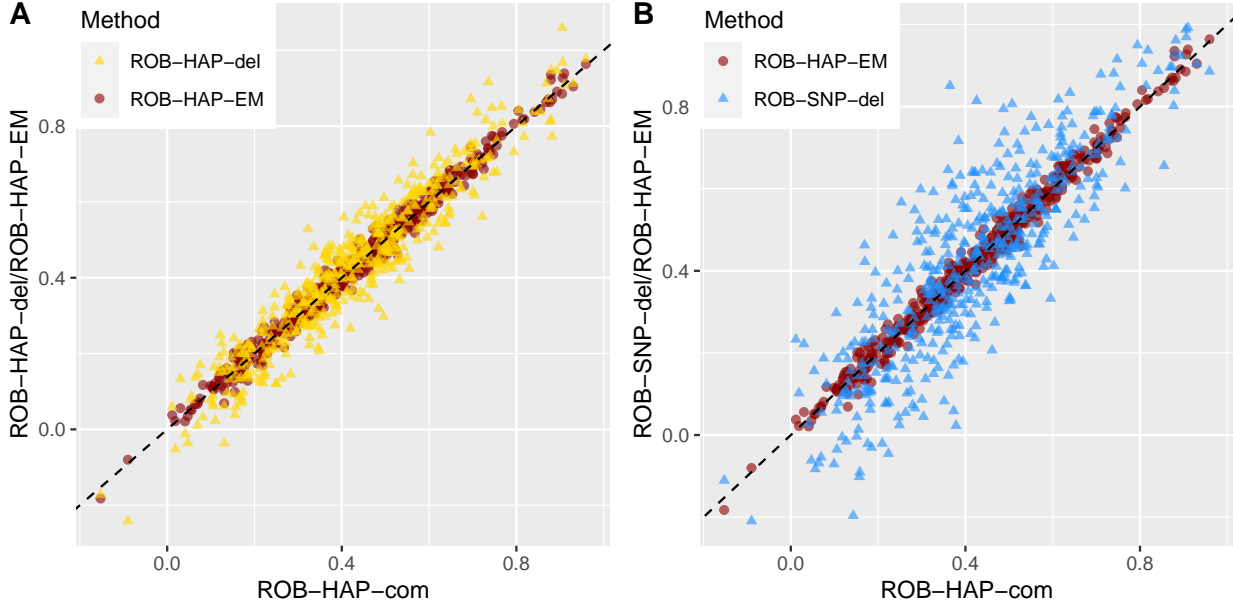 A
Method
ROB−HAP−del
ROB−HAP−EM
ROB−HAP−del/ROB−HAP−EM
0.8
0.4
0.0
0.0
0.4
0.8
ROB−HAP−com
B
Method
ROB−HAP−EM
ROB−SNP−del
ROB−SNP−del/ROB−HAP−EM
0.8
0.4
0.0
0.0
0.4
0.8
ROB−HAP−com